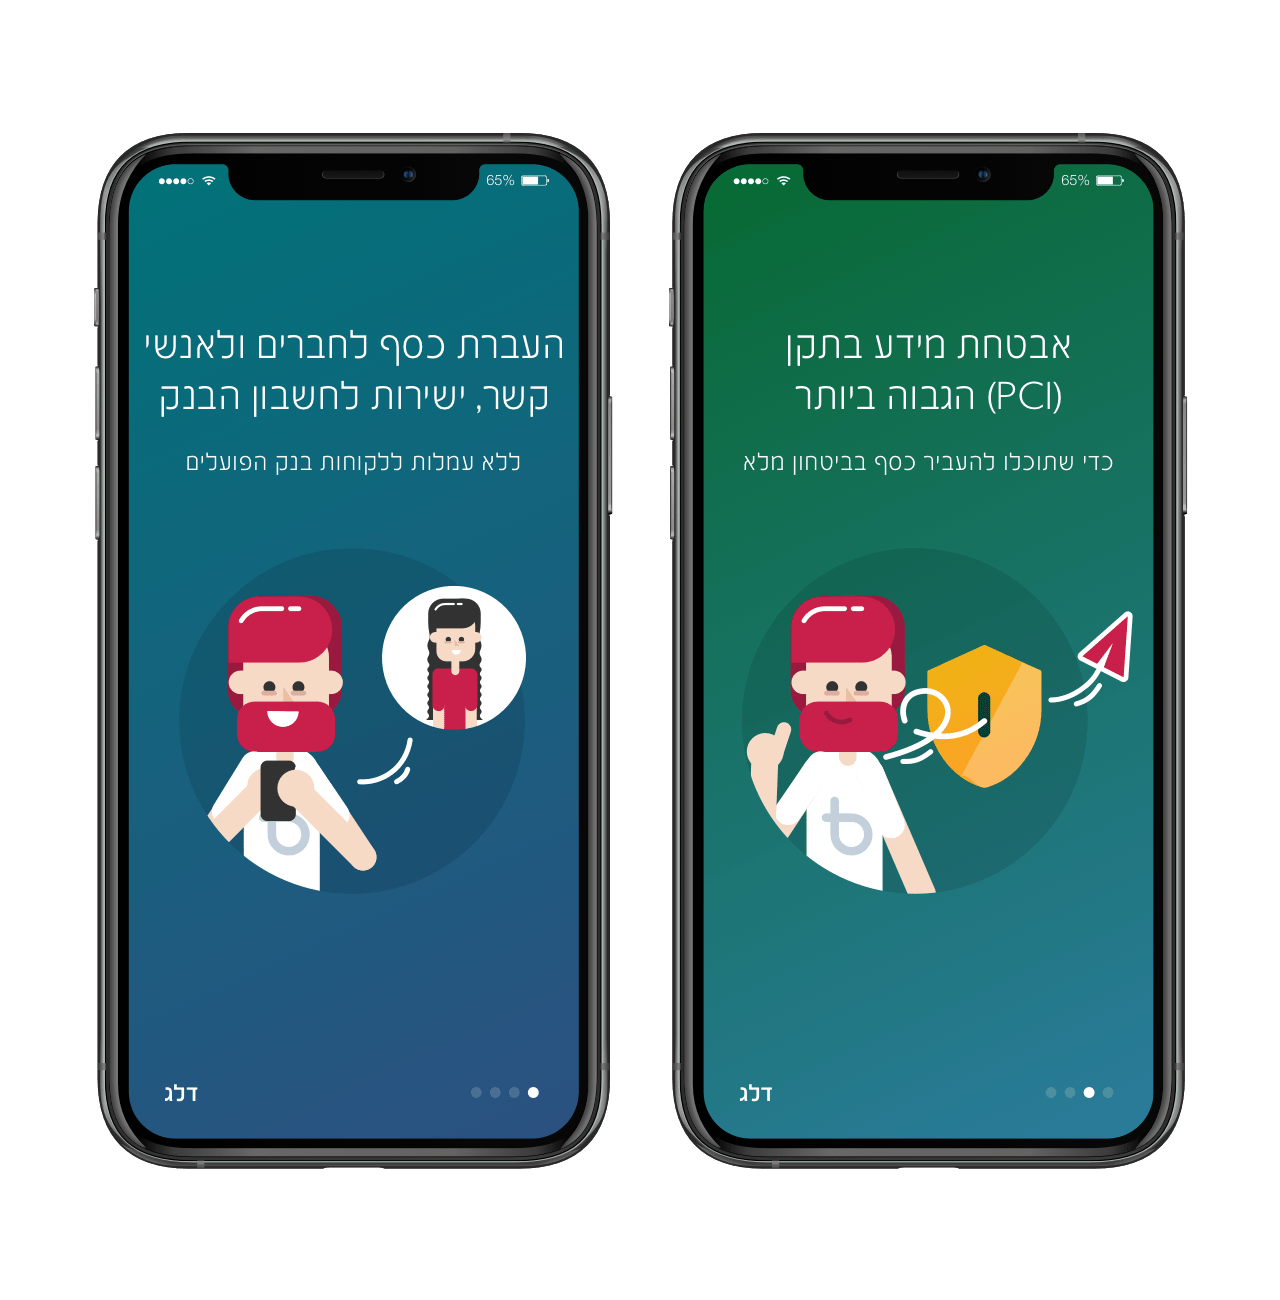 65%
העברת כסף לחברים ולאנשי
קשר, ישירות לחשבון הבנק
ללא עמלות ללקוחות בנק הפועלים
דלג
65%
אבטחת מידע בתקן
(PCI) הגבוה ביותר
כדי שתוכלו להעביר כסף בביטחון מלא
דלג